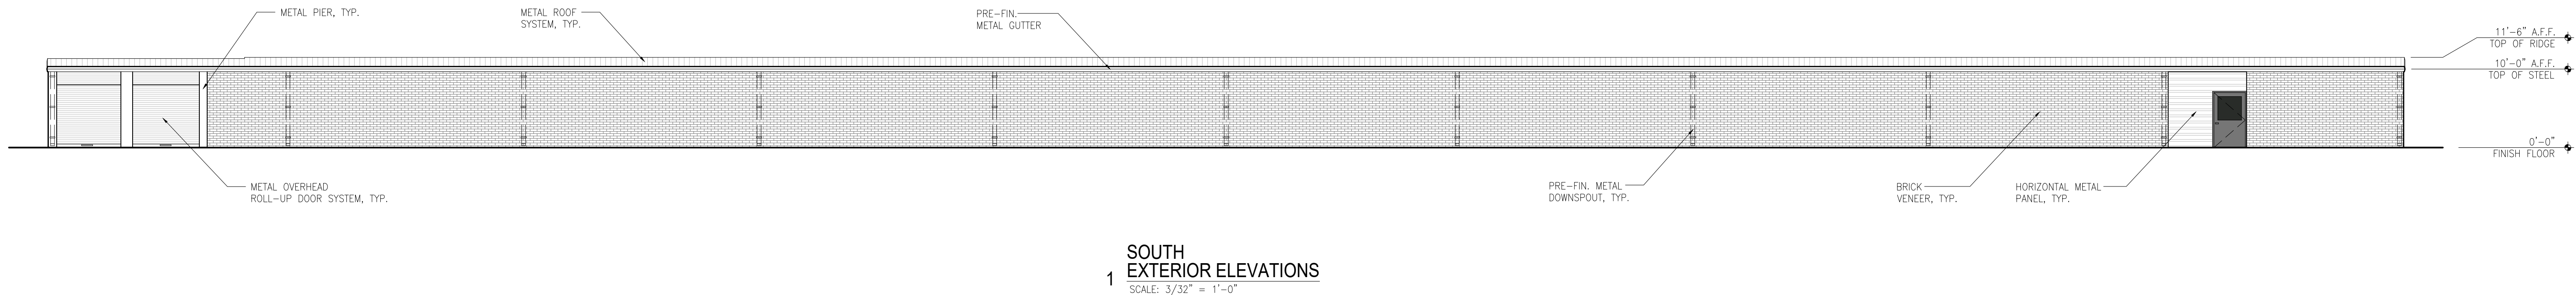 METAL PIER, TYP.
METAL ROOF
SYSTEM, TYP.
PRE-FIN.
METAL GUTTER
11'-6" A.F.F.
TOP OF RIDGE
10'-0" A.F.F.
TOP OF STEEL
0'-0"
FINISH FLOOR
METAL OVERHEAD
ROLL-UP DOOR SYSTEM, TYP.
PRE-FIN. METAL
DOWNSPOUT, TYP.
BRICK
VENEER, TYP.
HORIZONTAL METAL
PANEL, TYP.
SOUTH
1 EXTERIOR ELEVATIONS
SCALE: 3/32" = 1'-0"